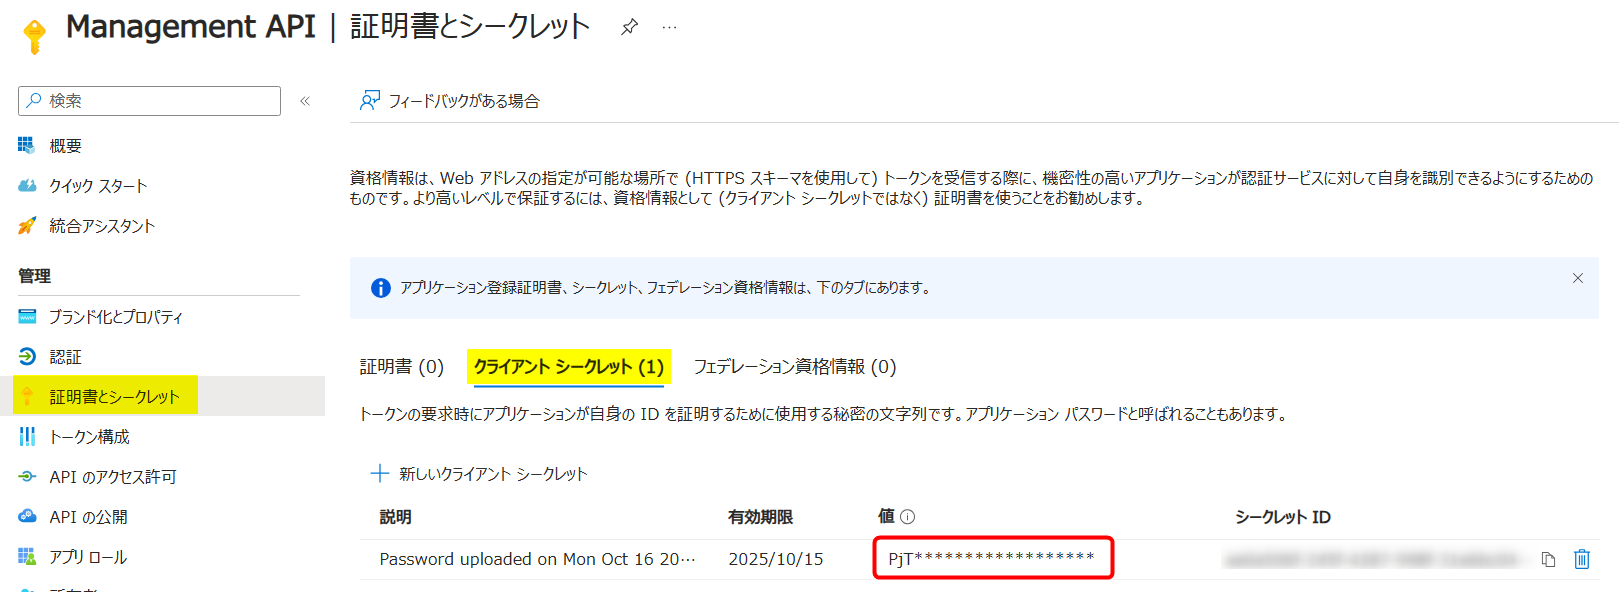 Management API | 証明書とシークレット
検索
フィードバックがある場合
概要
クイック スタート
統合アシスタント
管理
ブランド化とプロパティ
認証
証明書とシークレット
トークン構成
API のアクセス許可
API の公開
アプリ ロール
資格情報は、Web アドレスの指定が可能な場所で (HTTPS スキーマを使用して) トークンを受信する際に、機密性の高いアプリケーションが認証サービスに対して自身を識別できるようにするための
ものです。より高いレベルで保証するには、資格情報として (クライアント シークレットではなく) 証明書を使うことをお勧めします。
アプリケーション登録証明書、シークレット、フェデレーション資格情報は、下のタブにあります。
証明書 (0) クライアント シークレット (1) フェデレーション資格情報 (0)
トークンの要求時にアプリケーションが自身の ID を証明するために使用する秘密の文字列です。アプリケーション パスワードと呼ばれることもあります。
新しいクライアント シークレット
説明 有効期限 値 シークレット ID
Password uploaded on Mon Oct 16 20… 2025/10/15 PjT******************